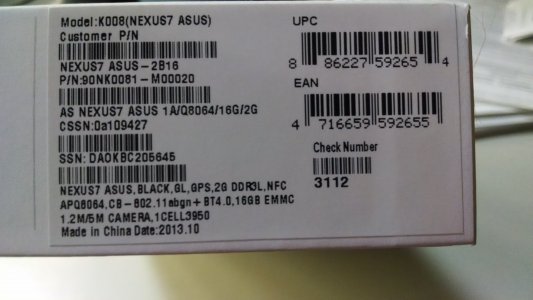 Model:K008(NEXUS7 ASUS)
Customer P/N
NEXUS7 ASUS-2B16
P/N:90NK0081-M00020
AS NEXUS7 ASUS 1A/Q8064/16G/2G
CSSN:0a109427
SSN: DAOKBC205645
NEXUS7 ASUS,BLACK,GL,GPS,2G DDR3L,NFC
APQ8064,CB-802.11abgn+BT4.0,16GB EMMC
1.2M/5M CAMERA,1CELL3950
Made in China Date:2013.10
UPC
8 86227 59265 4
EAN
4 716659 592655
Check Number
3112